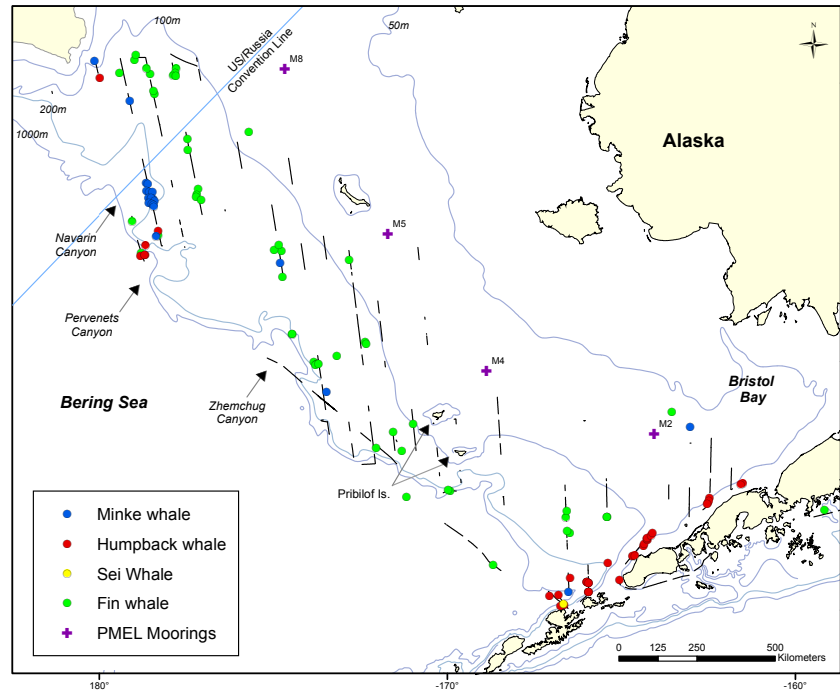 100m
50m
US/Russia
Convention Line
N
M8
200m
1000m
Alaska
M5
Navarin
Canyon
Pervenets
Canyon
M4
Bering Sea
Zhemchug
Canyon
Bristol
Bay
M2
Pribilof Is.
Minke whale
Humpback whale
Sei Whale
Fin whale
PMEL Moorings
0 125 250 500
Kilometers
180°
-170°
-160°